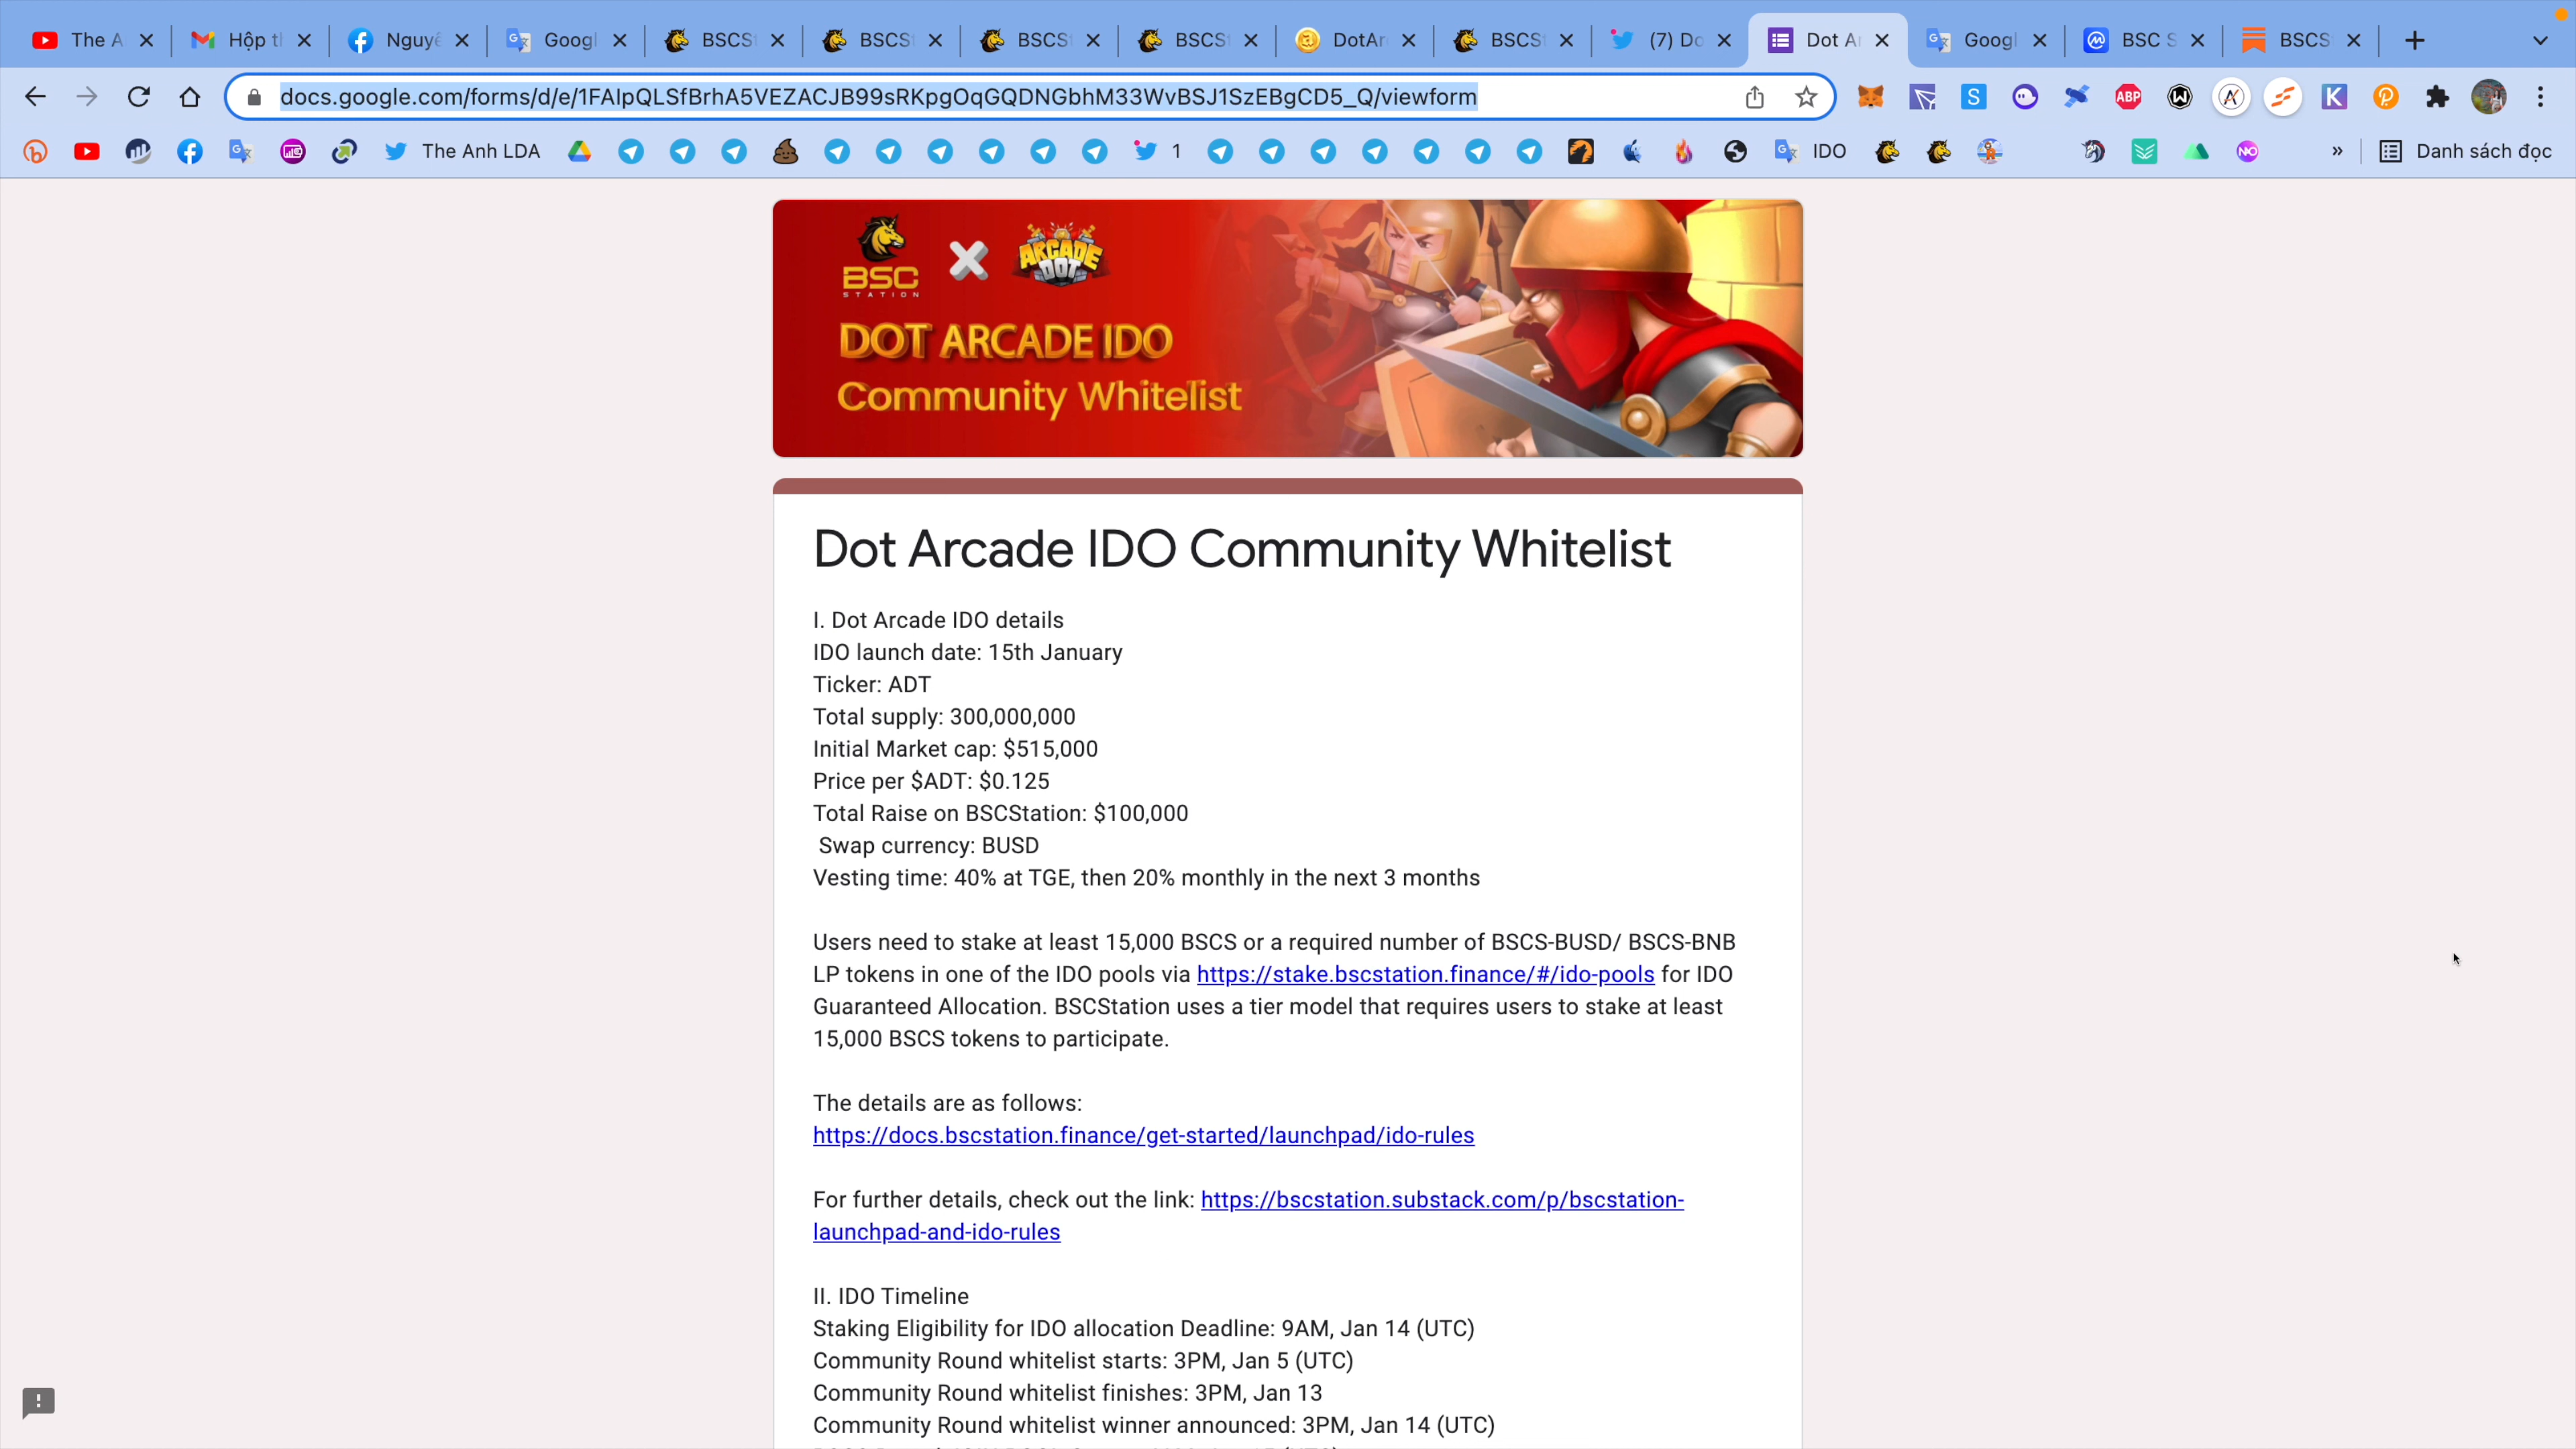 The A
Hộp t
Nguyễ
Googl
BSCS
BSCS
BSCS
BSCS
DotAr
BSCS
(7) Do
Dot Ar
Googl
BSC S
BSCS
docs.google.com/forms/d/e/1FAIpQLSfBrhA5VEZACJB99sRKpgOqGQDNGbhM33WvBSJ1SzEBgCD5_Q/viewform
ABP
The Anh LDA
1
IDO
Danh sách đọc
BSC
STATION
ARCADE
DOT
DOT ARCADE IDO
Community Whitelist
Dot Arcade IDO Community Whitelist
I. Dot Arcade IDO details
IDO launch date: 15th January
Ticker: ADT
Total supply: 300,000,000
Initial Market cap: $515,000
Price per $ADT: $0.125
Total Raise on BSCStation: $100,000
Swap currency: BUSD
Vesting time: 40% at TGE, then 20% monthly in the next 3 months
Users need to stake at least 15,000 BSCS or a required number of BSCS-BUSD/ BSCS-BNB
LP tokens in one of the IDO pools via https://stake.bscstation.finance/#/ido-pools for IDO
Guaranteed Allocation. BSCStation uses a tier model that requires users to stake at least
15,000 BSCS tokens to participate.
The details are as follows:
https://docs.bscstation.finance/get-started/launchpad/ido-rules
For further details, check out the link: https://bscstation.substack.com/p/bscstation-
launchpad-and-ido-rules
II. IDO Timeline
Staking Eligibility for IDO allocation Deadline: 9AM, Jan 14 (UTC)
Community Round whitelist starts: 3PM, Jan 5 (UTC)
Community Round whitelist finishes: 3PM, Jan 13
Community Round whitelist winner announced: 3PM, Jan 14 (UTC)